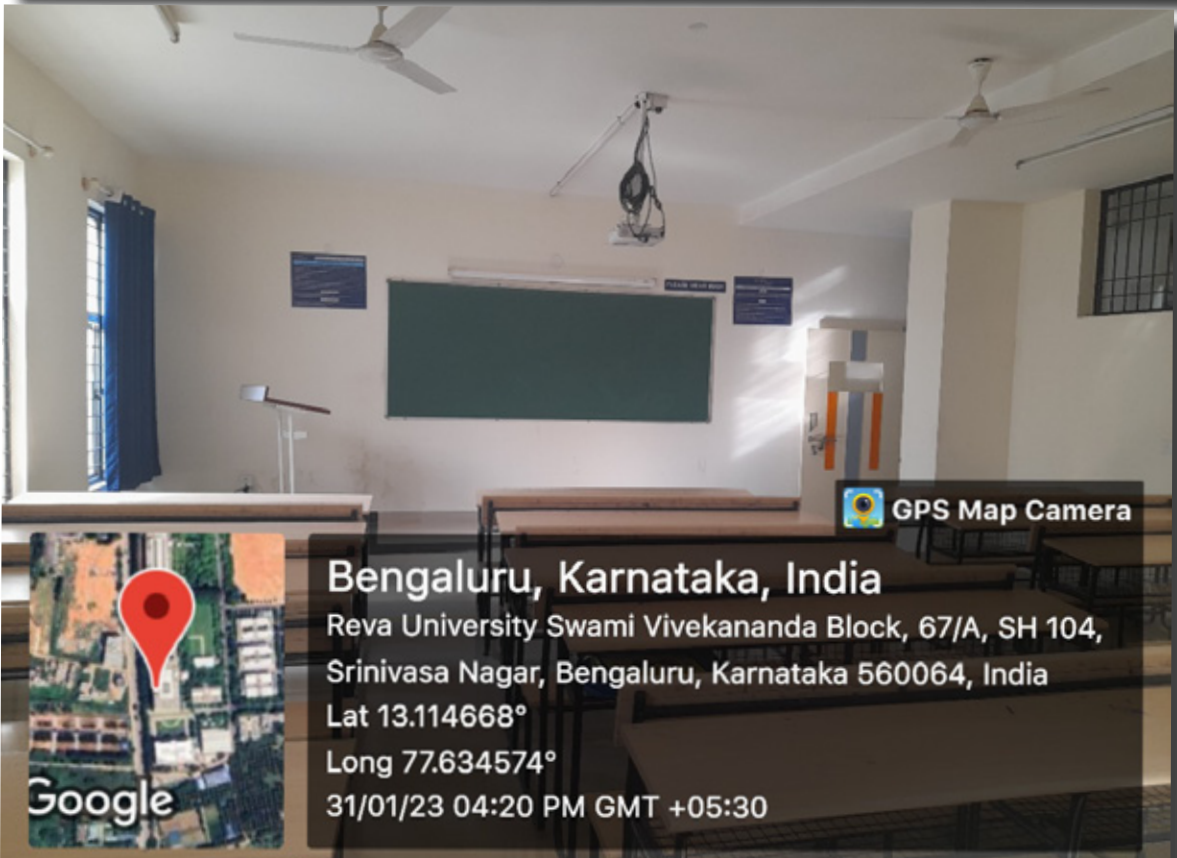 GPS Map Camera
Bengaluru, Karnataka, India
Reva University Swami Vivekananda Block, 67/A, SH 104,
Srinivasa Nagar, Bengaluru, Karnataka 560064, India
Lat 13.114668°
Long 77.634574°
31/01/23 04:20 PM GMT +05:30
Google